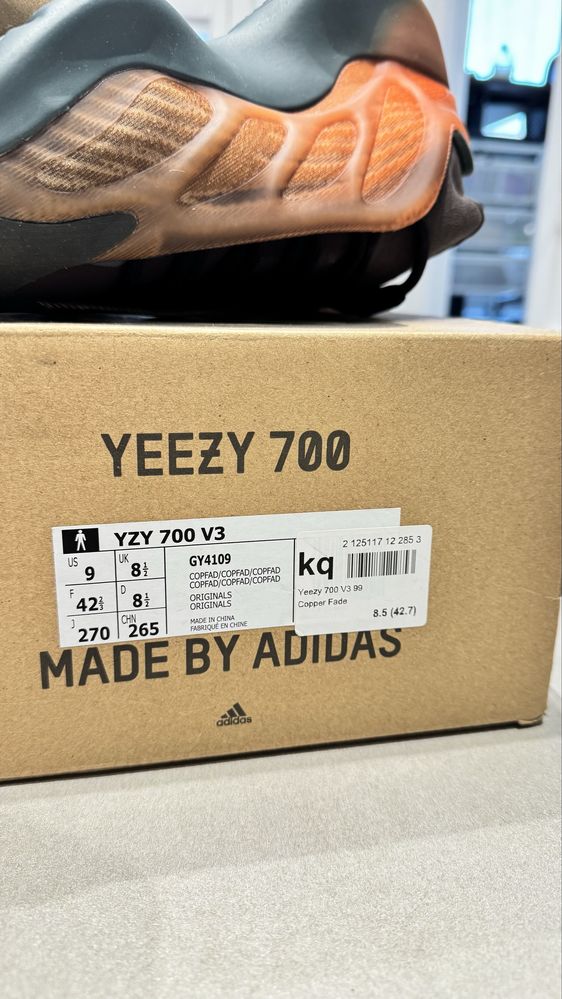 YEEZY 700
YZY 700 V3
US
9
UK
8½
F
42⅔
D
8½
J
270
CHN
265
GY4109
COPFAD/COPFAD/COPFAD
COPFAD/COPFAD/COPFAD
ORIGINALS
ORIGINALS
MADE IN CHINA
FABRIQUÉ EN CHINE
2 125117 12 285 3
kq
Yeezy 700 V3 99
Copper Fade
8.5 (42.7)
MADE BY ADIDAS
adidas